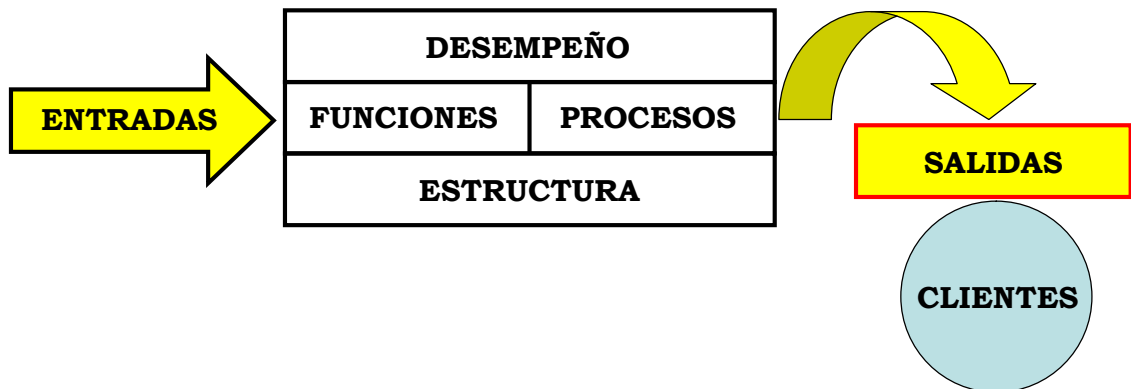 DESEMPEÑO
ENTRADAS
FUNCIONES
PROCESOS
ESTRUCTURA
SALIDAS
CLIENTES